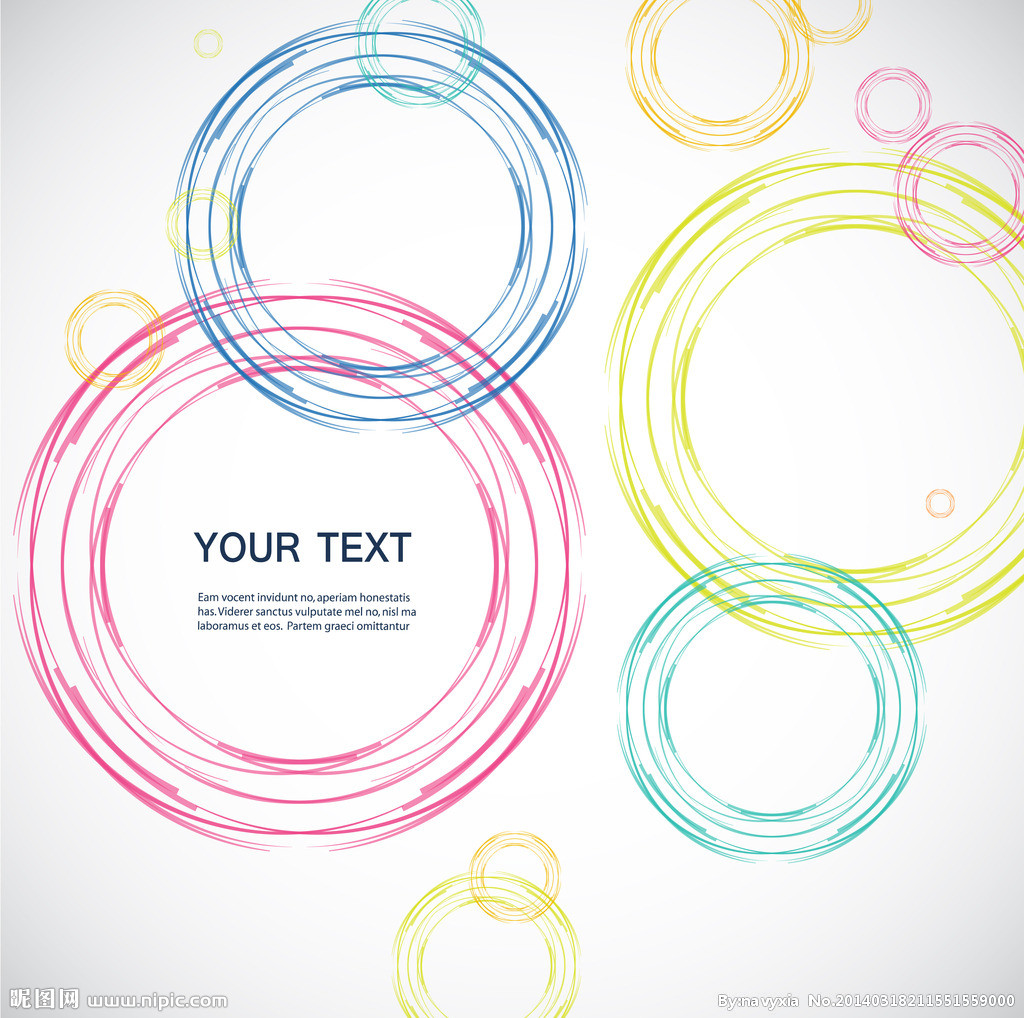 YOUR TEXT
Eam vocent invidunt no, aperiam honestatis
has. Viderer sanctus vulputate mel no, nisl ma
laboramus et eos. Partem graeci omittantur
昵图网 www.nipic.com
By:navyxia No.20140318211551559000